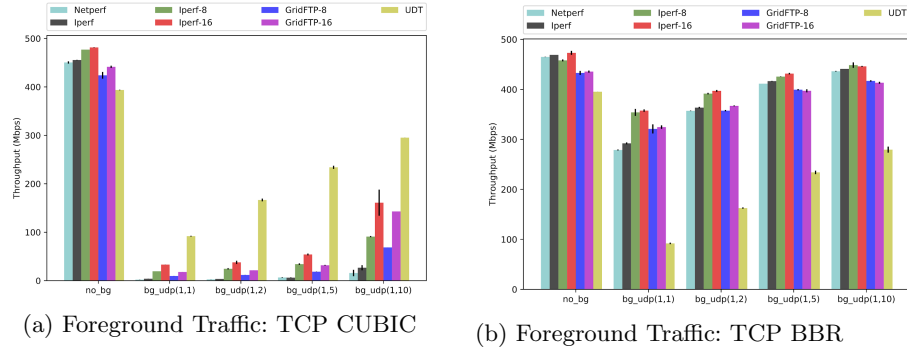 Netperf Iperf-8 GridFTP-8 UDT
Iperf Iperf-16 GridFTP-16
500
400
300
200
100
0
Throughput (Mbps)
no_bg bg_udp(1,1) bg_udp(1,2) bg_udp(1,5) bg_udp(1,10)
(a) Foreground Traffic: TCP CUBIC
Netperf Iperf-8 GridFTP-8 UDT
Iperf Iperf-16 GridFTP-16
500
400
300
200
100
0
Throughput (Mbps)
no_bg bg_udp(1,1) bg_udp(1,2) bg_udp(1,5) bg_udp(1,10)
(b) Foreground Traffic: TCP BBR